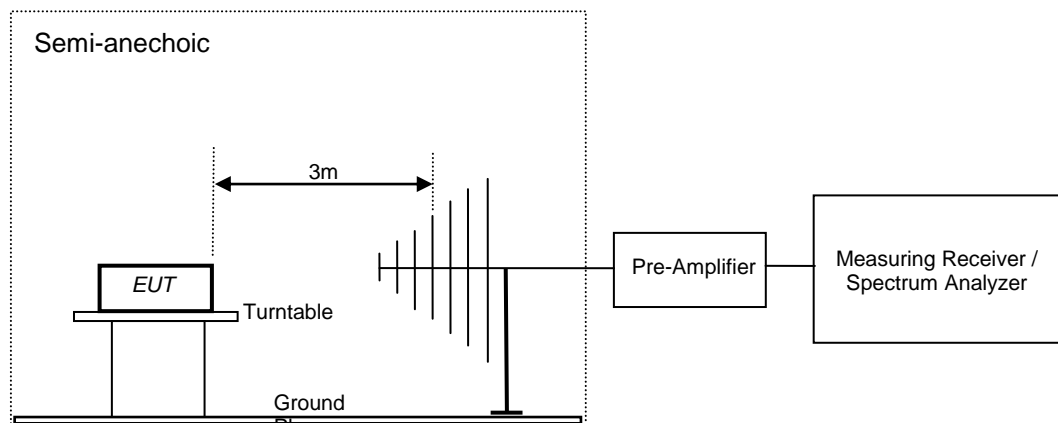 Semi-anechoic
3m
EUT
Turntable
Ground
Pre-Amplifier
Measuring Receiver /
Spectrum Analyzer